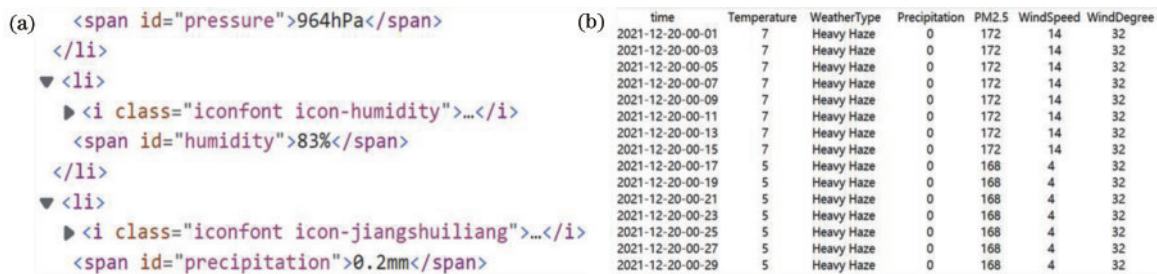 (a)
<span id="pressure">964hPa</span>
</li>
▼ <li>
▶ <i class="iconfont icon-humidity">…</i>
<span id="humidity">83%</span>
</li>
▼ <li>
▶ <i class="iconfont icon-jiangshuiliang">…</i>
<span id="precipitation">0.2mm</span>
(b)
time Temperature WeatherType Precipitation PM2.5 WindSpeed WindDegree
2021-12-20-00-01 7 Heavy Haze 0 172 14 32
2021-12-20-00-03 7 Heavy Haze 0 172 14 32
2021-12-20-00-05 7 Heavy Haze 0 172 14 32
2021-12-20-00-07 7 Heavy Haze 0 172 14 32
2021-12-20-00-09 7 Heavy Haze 0 172 14 32
2021-12-20-00-11 7 Heavy Haze 0 172 14 32
2021-12-20-00-13 7 Heavy Haze 0 172 14 32
2021-12-20-00-15 7 Heavy Haze 0 172 14 32
2021-12-20-00-17 5 Heavy Haze 0 168 4 32
2021-12-20-00-19 5 Heavy Haze 0 168 4 32
2021-12-20-00-21 5 Heavy Haze 0 168 4 32
2021-12-20-00-23 5 Heavy Haze 0 168 4 32
2021-12-20-00-25 5 Heavy Haze 0 168 4 32
2021-12-20-00-27 5 Heavy Haze 0 168 4 32
2021-12-20-00-29 5 Heavy Haze 0 168 4 32